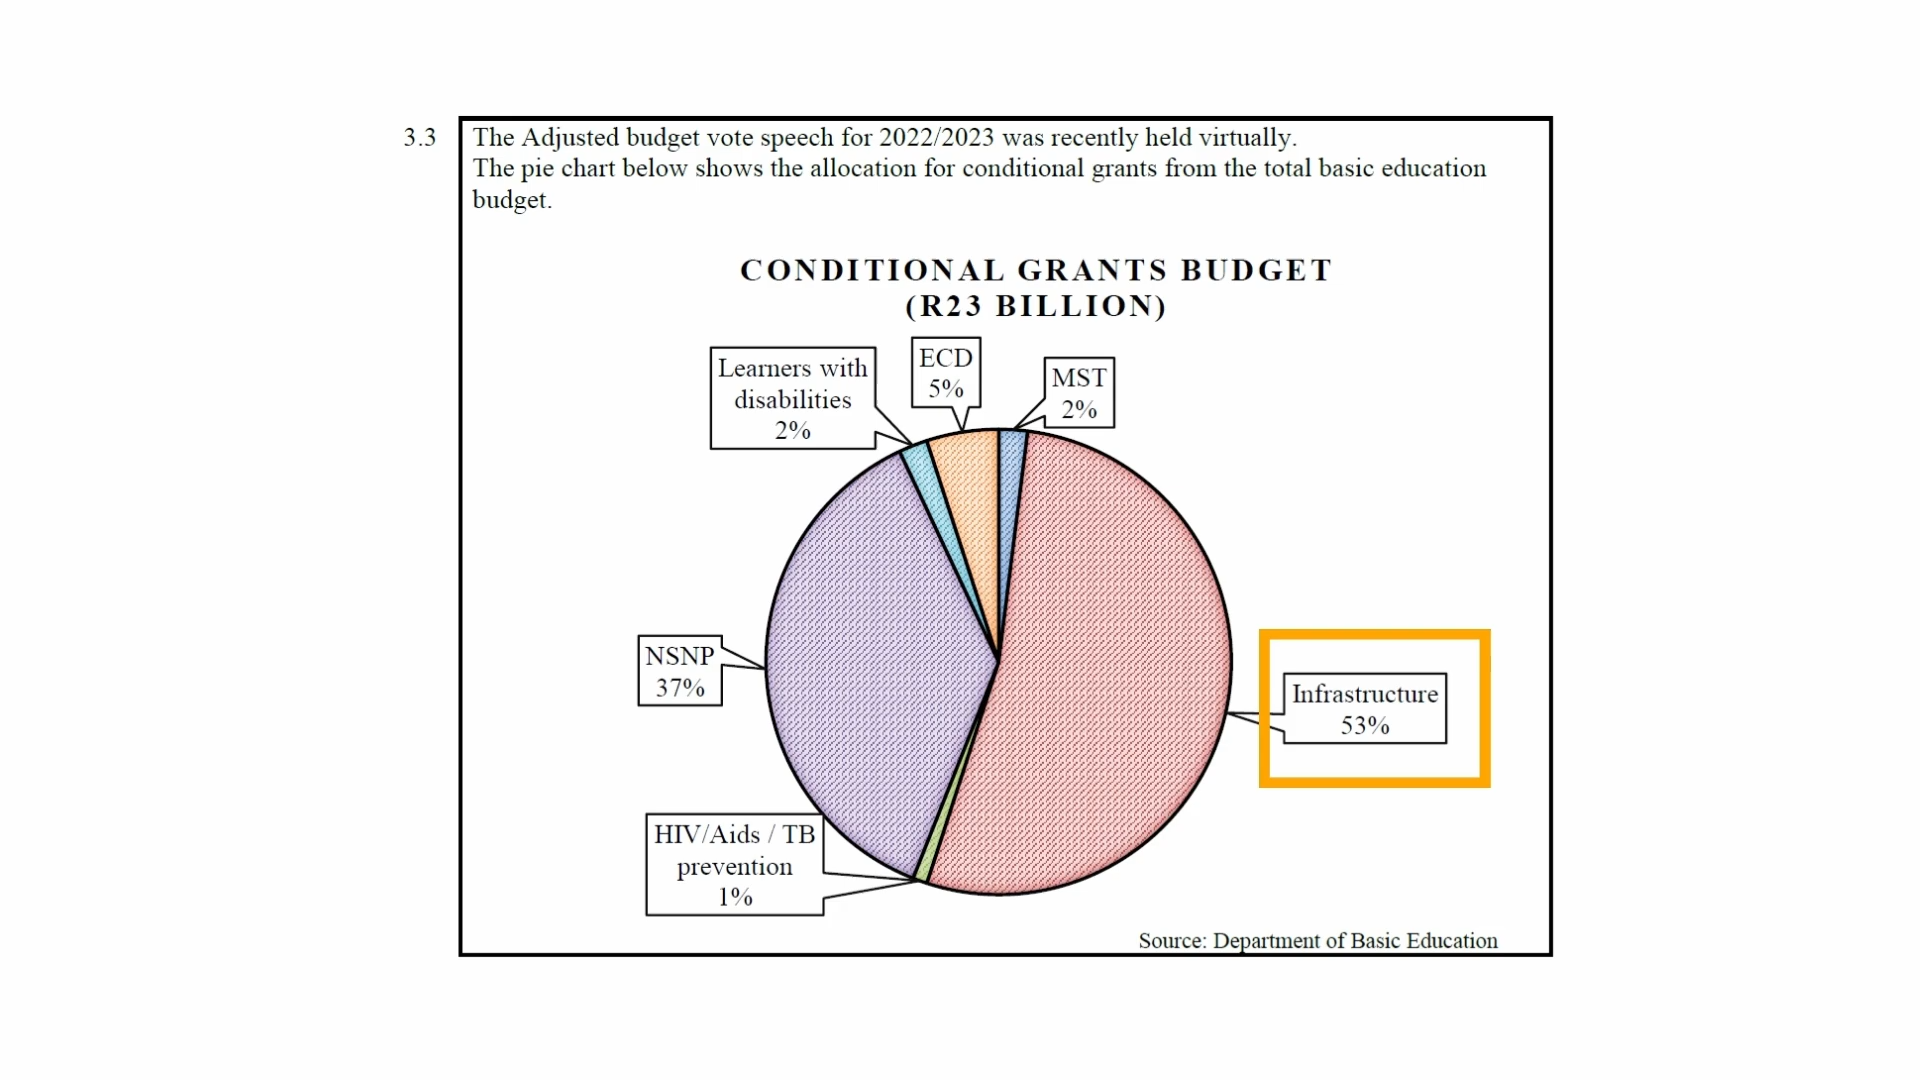 3.3
The Adjusted budget vote speech for 2022/2023 was recently held virtually.
The pie chart below shows the allocation for conditional grants from the total basic education
budget.
CONDITIONAL GRANTS BUDGET
(R23 BILLION)
Learners with
disabilities
2%
ECD
5%
MST
2%
NSNP
37%
Infrastructure
53%
HIV/Aids / TB
prevention
1%
Source: Department of Basic Education